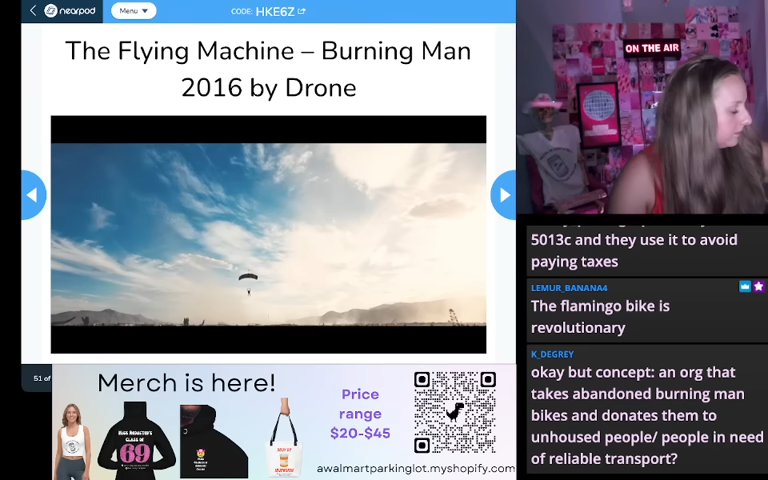 nearpod
Menu
CODE: HKE6Z
The Flying Machine – Burning Man
2016 by Drone
ON THE AIR
5013c and they use it to avoid
paying taxes
LEMUR_BANANA4
The flamingo bike is
revolutionary
K_DEGREY
okay but concept: an org that
takes abandoned burning man
bikes and donates them to
unhoused people/ people in need
of reliable transport?
51 of
Merch is here!
Price
range
$20-$45
CLASS OF
69
awalmartparkinglot.myshopify.com